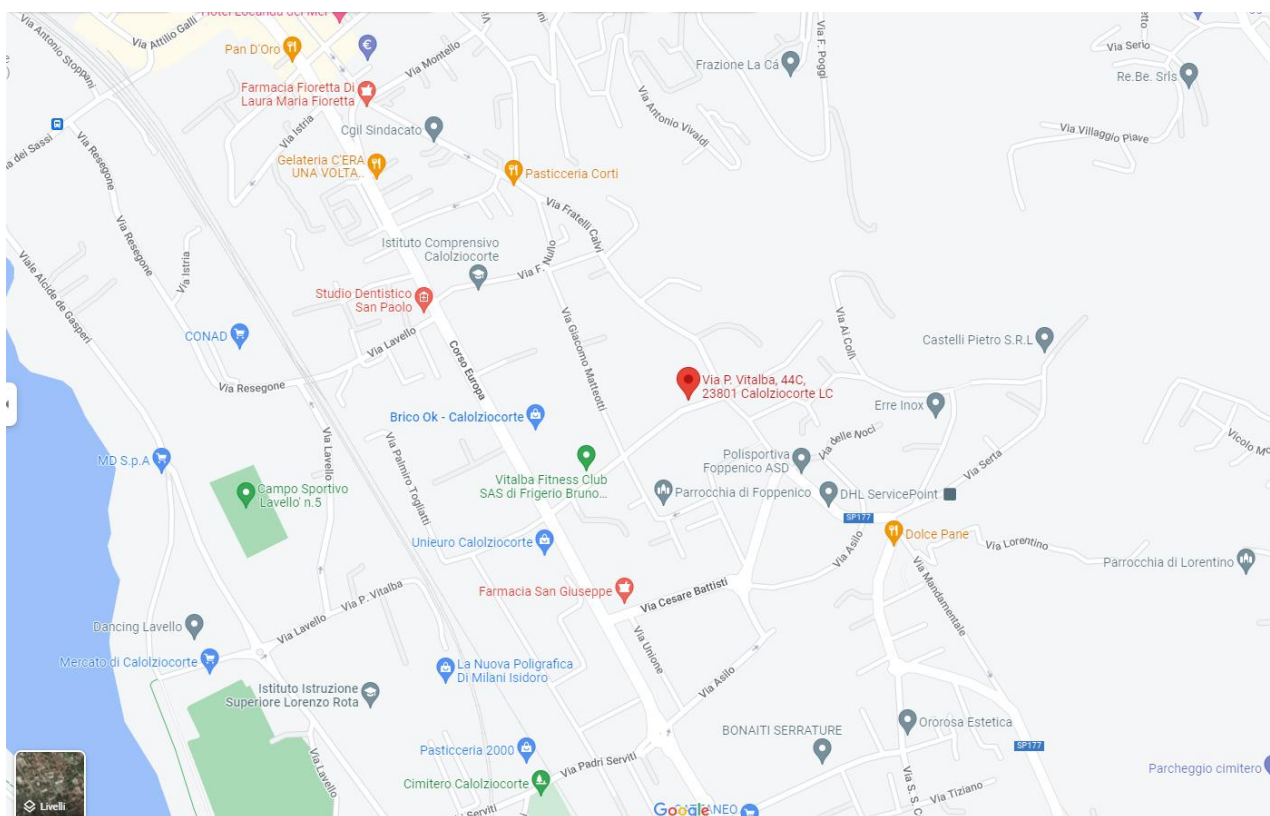 Hotel Locanda del Mel
Via Attilio Galli
Via Antonio Stoppani
Pan D'Oro
€
Via Montello
Farmacia Fioretta Di
Laura Maria Fioretta
Via Istria
Cgil Sindacato
Gelateria C'ERA
UNA VOLTA..
Pasticceria Corti
Frazione La Cá
Via F. Poggi
Via Antonio Vivaldi
Via Serio
Re.Be. Srls
Via Villaggio Piave
dei Sassi
Via Resegone
Via Resegone
Via Fratelli Calvi
Istituto Comprensivo
Calolziocorte
Via F. Nullo
Via Istria
Viale Alcide de Gasperi
Studio Dentistico
San Paolo
CONAD
Via Lavello
Corso Europa
Via Giacomo Matteotti
Via Ai Colli
Castelli Pietro S.R.L
Via Resegone
Via P. Vitalba, 44C,
23801 Calolziocorte LC
Erre Inox
Brico Ok - Calolziocorte
Via delle Noci
MD S.p.A
Via Lavello
Via Palmiro Togliatti
Polisportiva
Foppenico ASD
Via Serta
Vitalba Fitness Club
SAS di Frigerio Bruno...
Campo Sportivo
Lavello' n.5
Parrocchia di Foppenico
DHL ServicePoint
SP177
Dolce Pane
Unieuro Calolziocorte
Via Asilo
Via Lorentino
Parrocchia di Lorentino
Farmacia San Giuseppe
Via Cesare Battisti
Via Mandamentale
Via P. Vitalba
Dancing Lavello
Via Lavello
Via Unione
Mercato di Calolziocorte
La Nuova Poligrafica
Di Milani Isidoro
Via Asilo
Istituto Istruzione
Superiore Lorenzo Rota
BONAITI SERRATURE
Ororosa Estetica
SP177
Pasticceria 2000
Via Padri Serviti
Via Lavello
Cimitero Calolziocorte
Parcheggio cimitero
Via S. S. C
Via Tiziano
Livelli
Serviti
Google